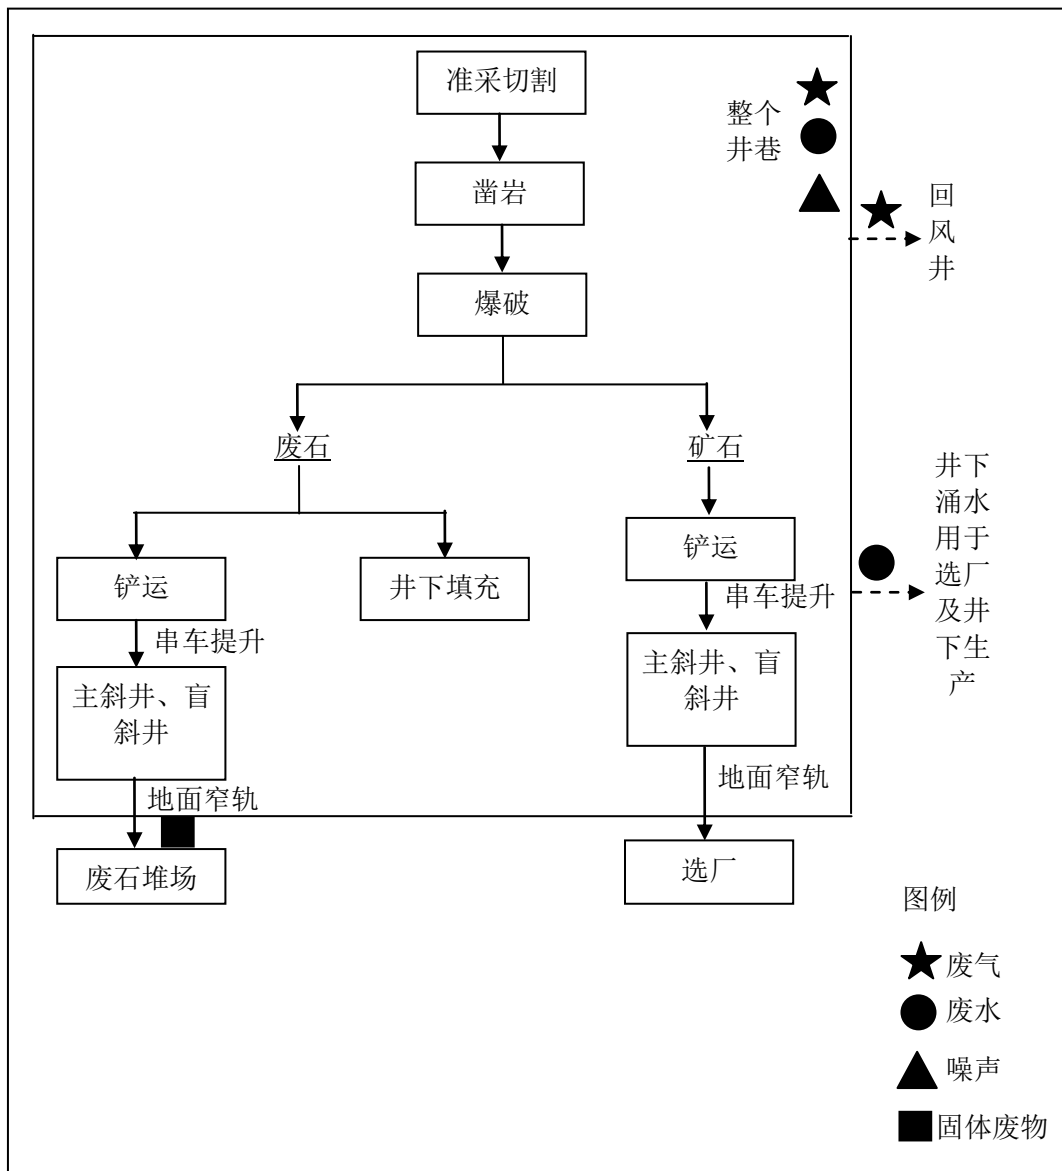 准采切割
整个
井巷
凿岩
回
风
井
爆破
废石
矿石
井下
涌水
用于
选厂
及井
下生
产
铲运
井下填充
铲运
串车提升
串车提升
主斜井、盲
斜井
主斜井、盲
斜井
地面窄轨
地面窄轨
废石堆场
选厂
图例
废气
废水
噪声
固体废物